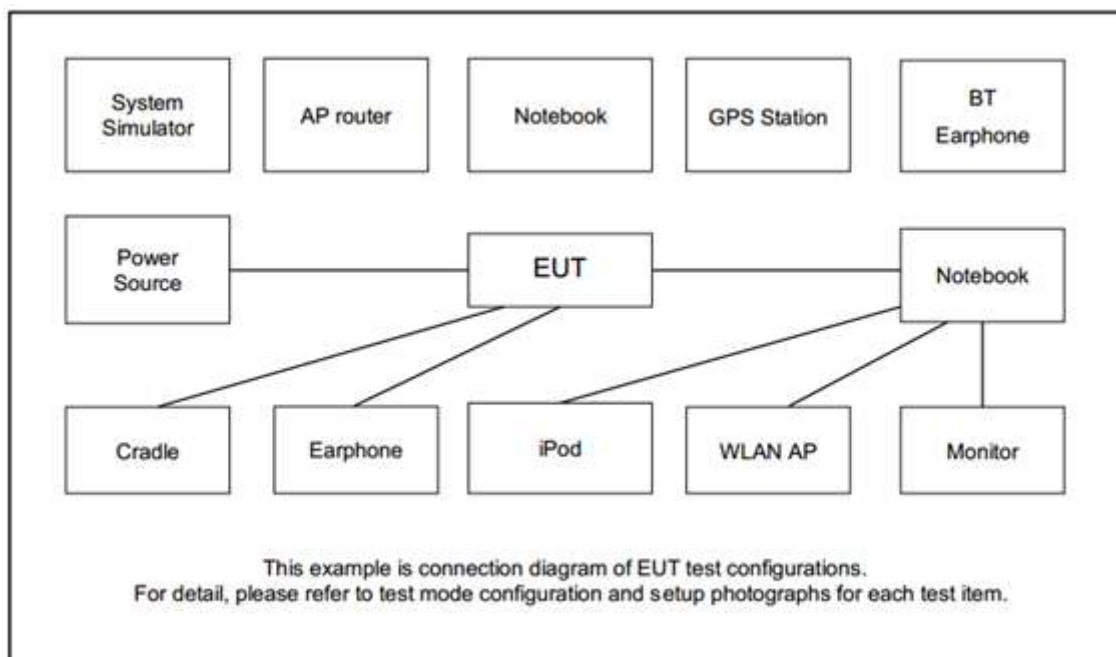 System
Simulator
AP router
Notebook
GPS Station
BT
Earphone
Power
Source
EUT
Notebook
Cradle
Earphone
iPod
WLAN AP
Monitor
This example is connection diagram of EUT test configurations.
For detail, please refer to test mode configuration and setup photographs for each test item.